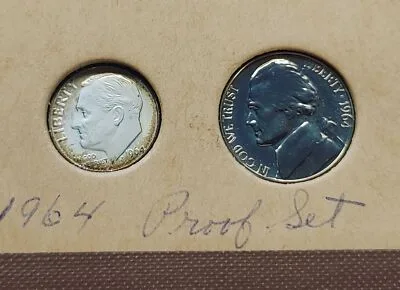 LIBERTY
IN GOD
WE TRUST
1964
IN GOD WE TRUST
LIBERTY · 1964
1964 Proof Set